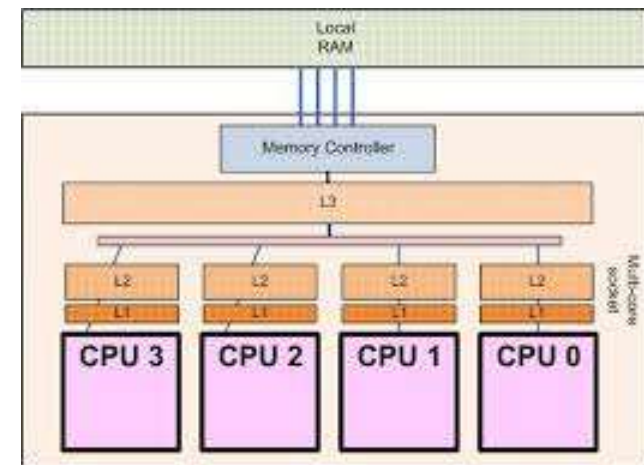 Local
RAM
Memory Controller
L3
L2 L2 L2 L2
L1 L1 L1 L1
CPU 3 CPU 2 CPU 1 CPU 0
Multi-core
socket